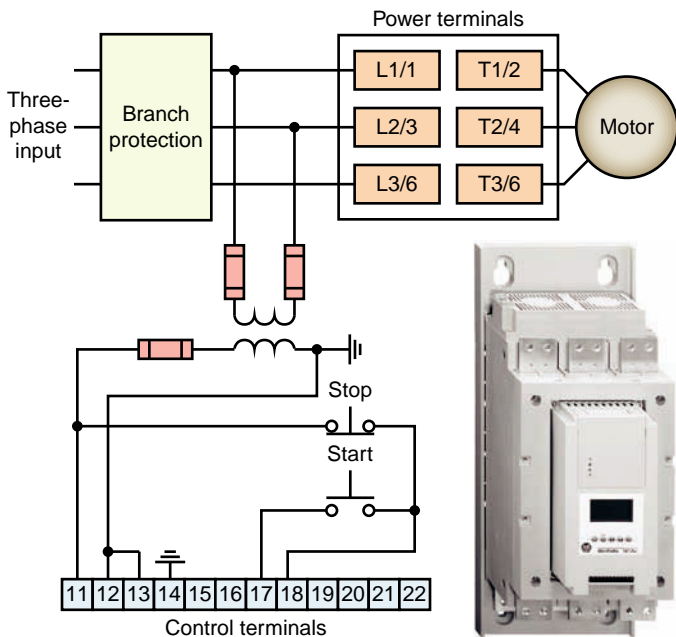 Power terminals
Three-
phase
input
Branch
protection
L1/1
T1/2
L2/3
T2/4
L3/6
T3/6
Motor
Stop
Start
11 12 13 14 15 16 17 18 19 20 21 22
Control terminals